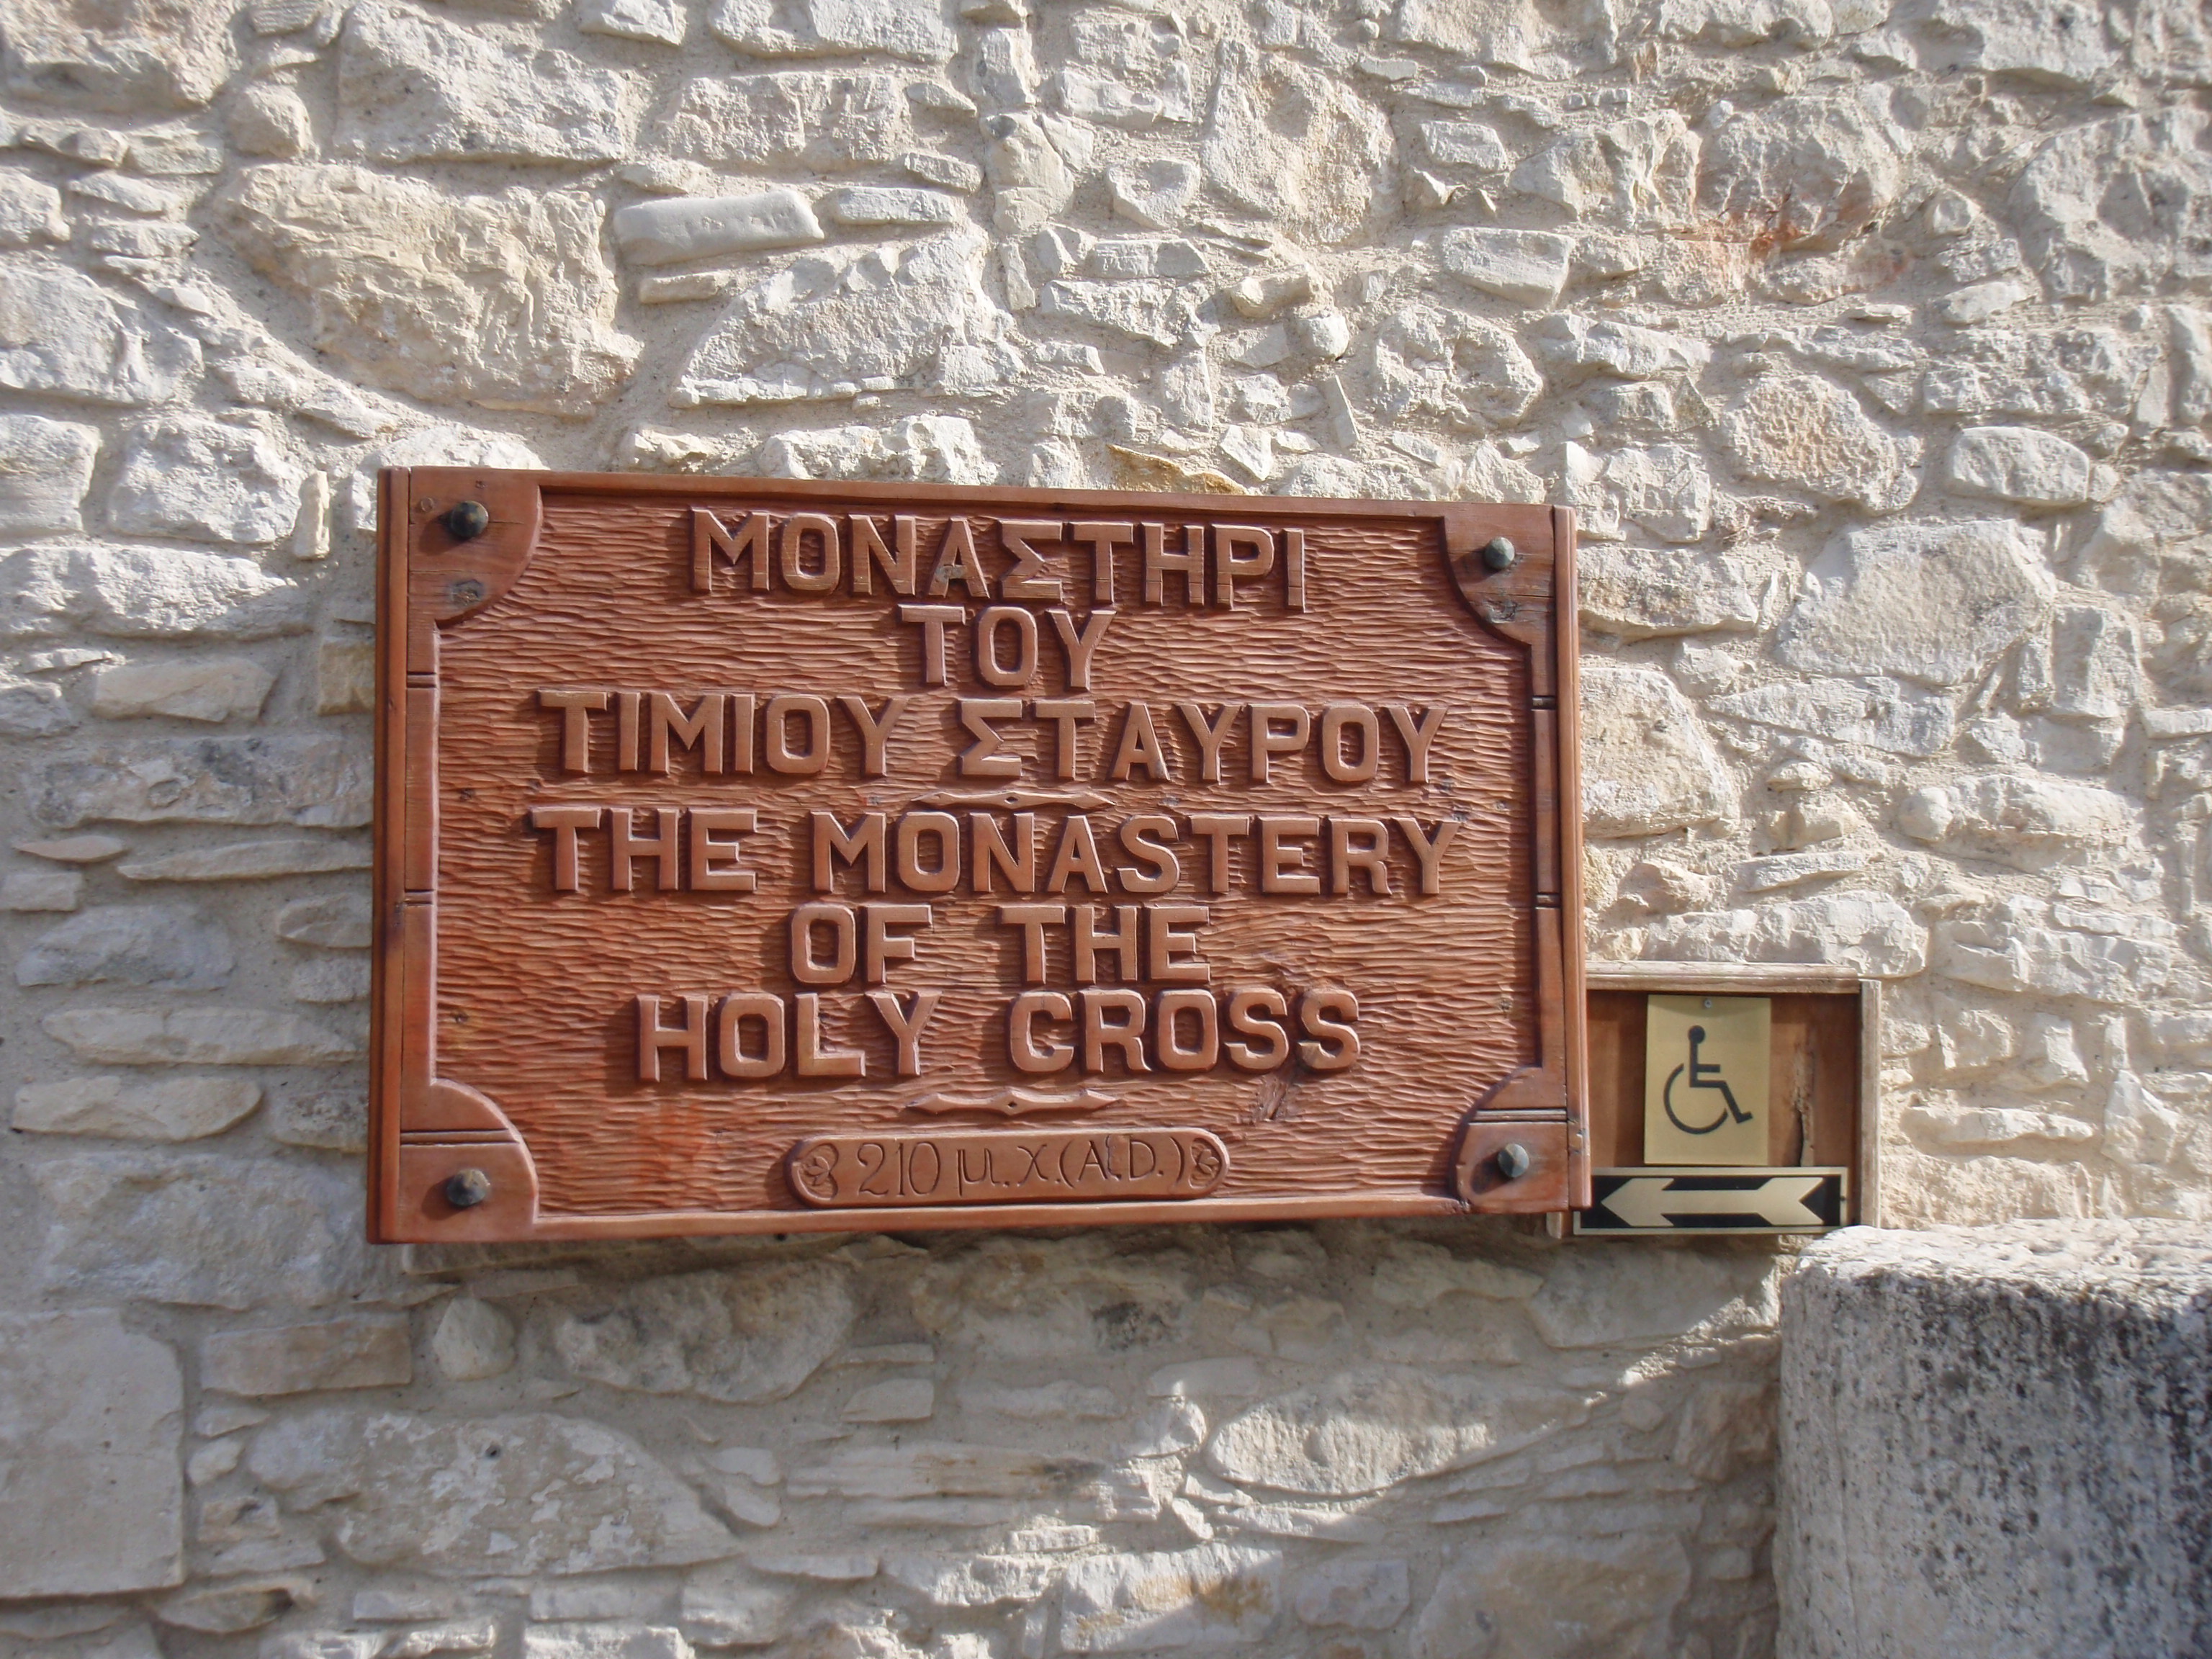 ΜΟΝΑΣΤΗΡΙ
ΤΟΥ
ΤΙΜΙΟΥ ΣΤΑΥΡΟΥ
THE MONASTERY
OF THE
HOLY CROSS
210 μ.χ.(A.D.)